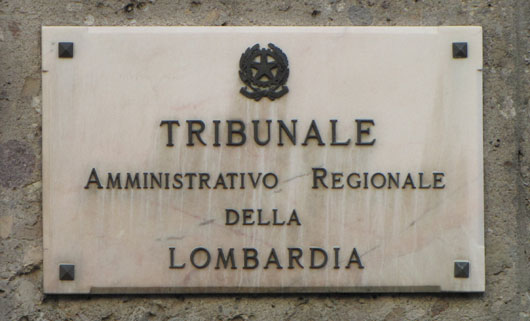 TRIBUNALE
AMMINISTRATIVO REGIONALE
DELLA
LOMBARDIA